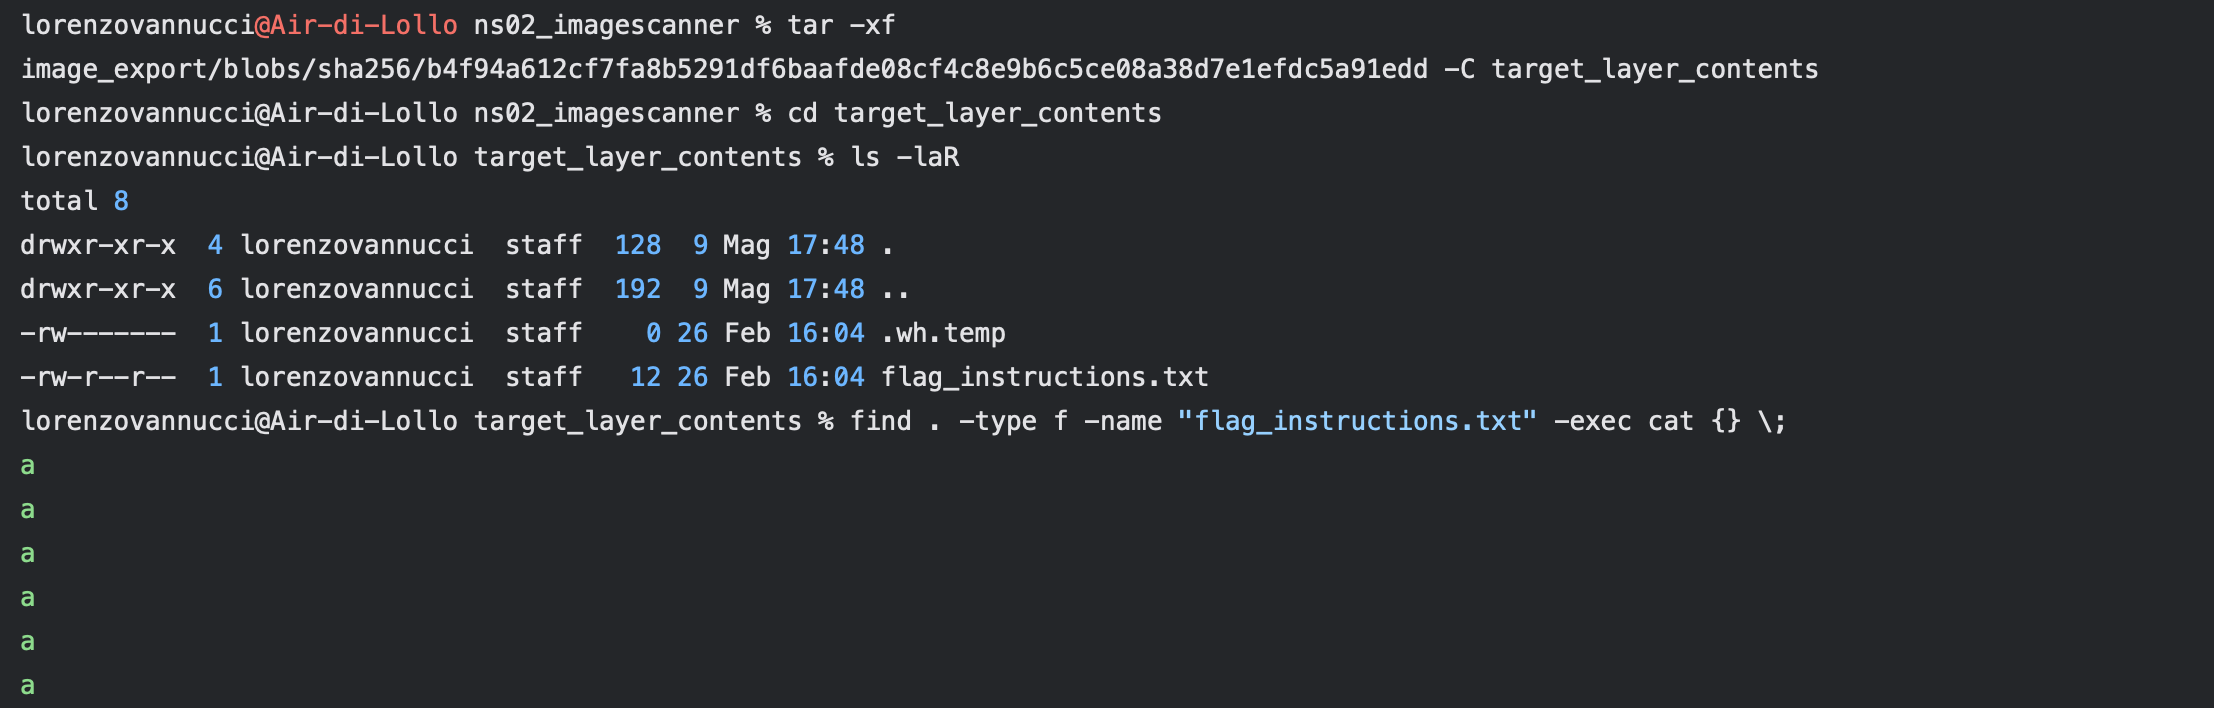 lorenzovannucci@Air-di-Lollo ns02_imagescanner % tar -xf
image_export/blobs/sha256/b4f94a612cf7fa8b5291df6baafde08cf4c8e9b6c5ce08a38d7e1efdc5a91edd -C target_layer_contents
lorenzovannucci@Air-di-Lollo ns02_imagescanner % cd target_layer_contents
lorenzovannucci@Air-di-Lollo target_layer_contents % ls -laR
total 8
drwxr-xr-x  4 lorenzovannucci  staff  128  9 Mag 17:48 .
drwxr-xr-x  6 lorenzovannucci  staff  192  9 Mag 17:48 ..
-rw-------  1 lorenzovannucci  staff    0 26 Feb 16:04 .wh.temp
-rw-r--r--  1 lorenzovannucci  staff   12 26 Feb 16:04 flag_instructions.txt
lorenzovannucci@Air-di-Lollo target_layer_contents % find . -type f -name "flag_instructions.txt" -exec cat {} \;
a
a
a
a
a
a